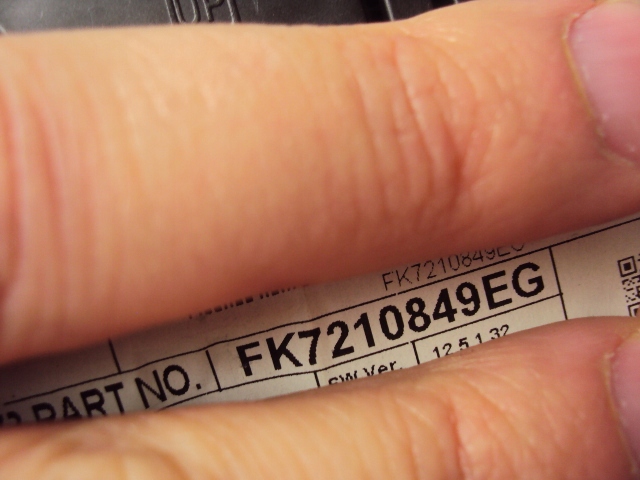 UP
FK7210849EG
FK7210849EG
PART NO.
SW Ver. 12.5.1.32